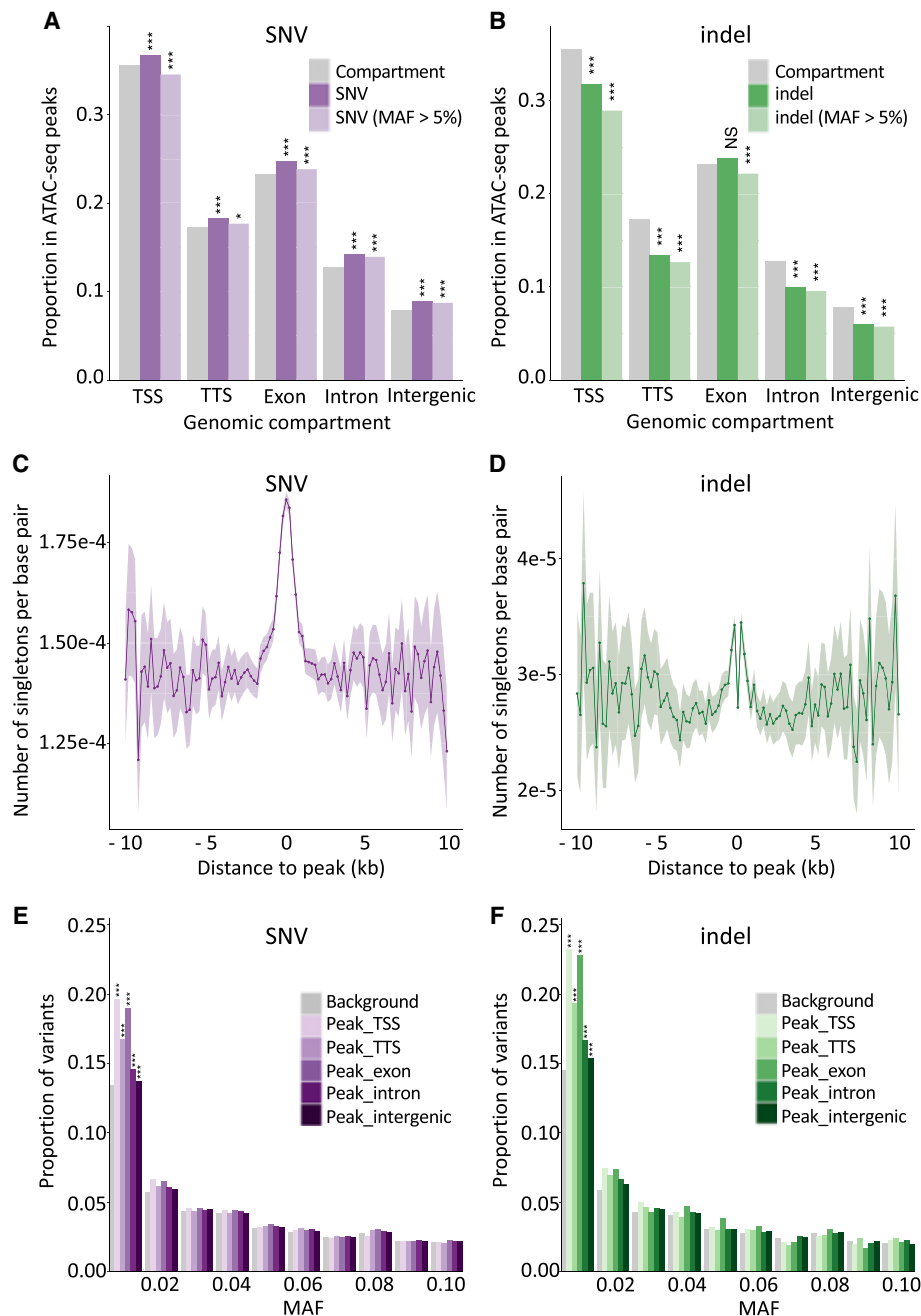 A
SNV
Compartment
SNV
SNV (MAF > 5%)
Proportion in ATAC-seq peaks
0.3
0.2
0.1
0.0
***
***
***
*
***
***
***
***
***
***
TSS
TTS
Exon
Intron
Intergenic
Genomic compartment
B
indel
Compartment
indel
indel (MAF > 5%)
Proportion in ATAC-seq peaks
0.3
0.2
0.1
0.0
***
***
***
***
NS
***
***
***
***
***
TSS
TTS
Exon
Intron
Intergenic
Genomic compartment
C
SNV
Number of singletons per base pair
1.75e-4
1.50e-4
1.25e-4
- 10
- 5
0
5
10
Distance to peak (kb)
D
indel
Number of singletons per base pair
4e-5
3e-5
2e-5
- 10
- 5
0
5
10
Distance to peak (kb)
E
SNV
Background
Peak_TSS
Peak_TTS
Peak_exon
Peak_intron
Peak_intergenic
Proportion of variants
0.25
0.20
0.15
0.10
0.05
0.00
***
***
***
***
***
0.02
0.04
0.06
0.08
0.10
MAF
F
indel
Background
Peak_TSS
Peak_TTS
Peak_exon
Peak_intron
Peak_intergenic
Proportion of variants
0.25
0.20
0.15
0.10
0.05
0.00
***
***
***
***
***
0.02
0.04
0.06
0.08
0.10
MAF